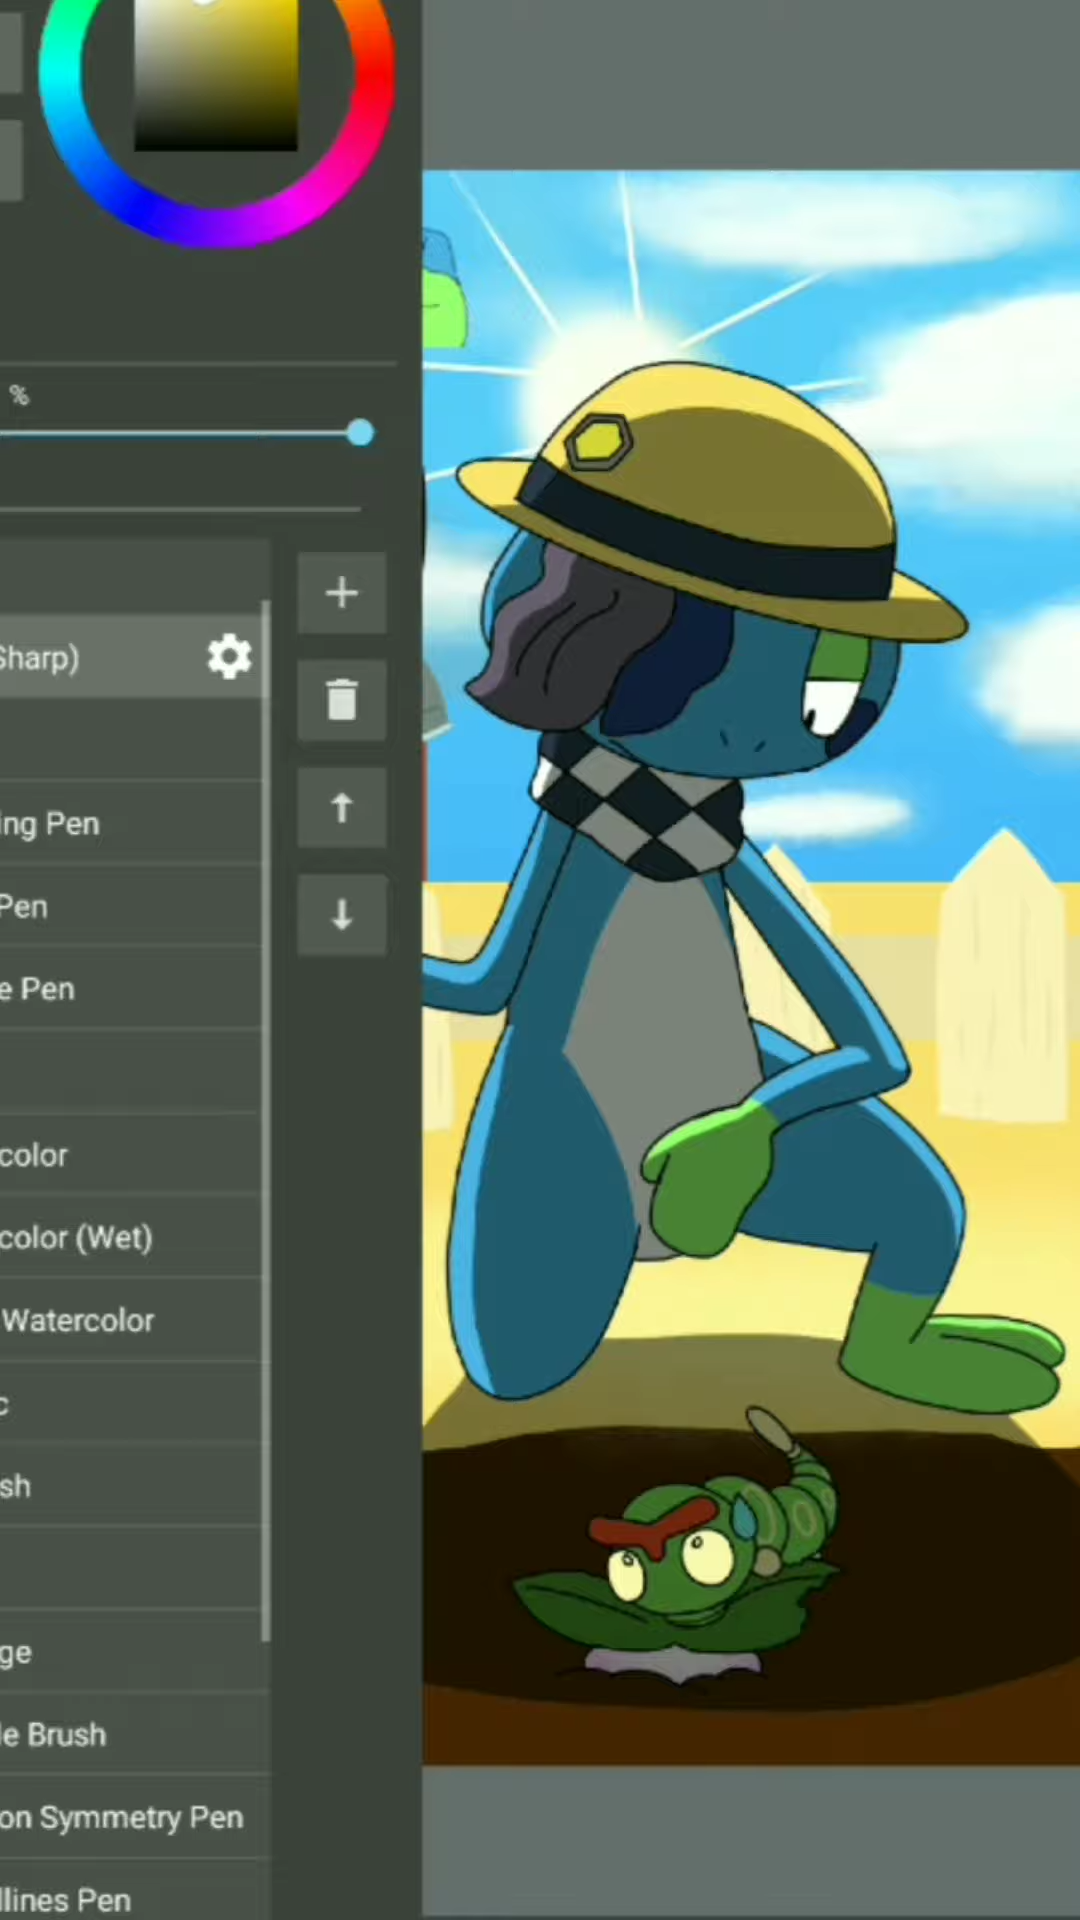 %
Sharp)
ing Pen
Pen
e Pen
color
color (Wet)
Watercolor
c
sh
ge
le Brush
on Symmetry Pen
llines Pen